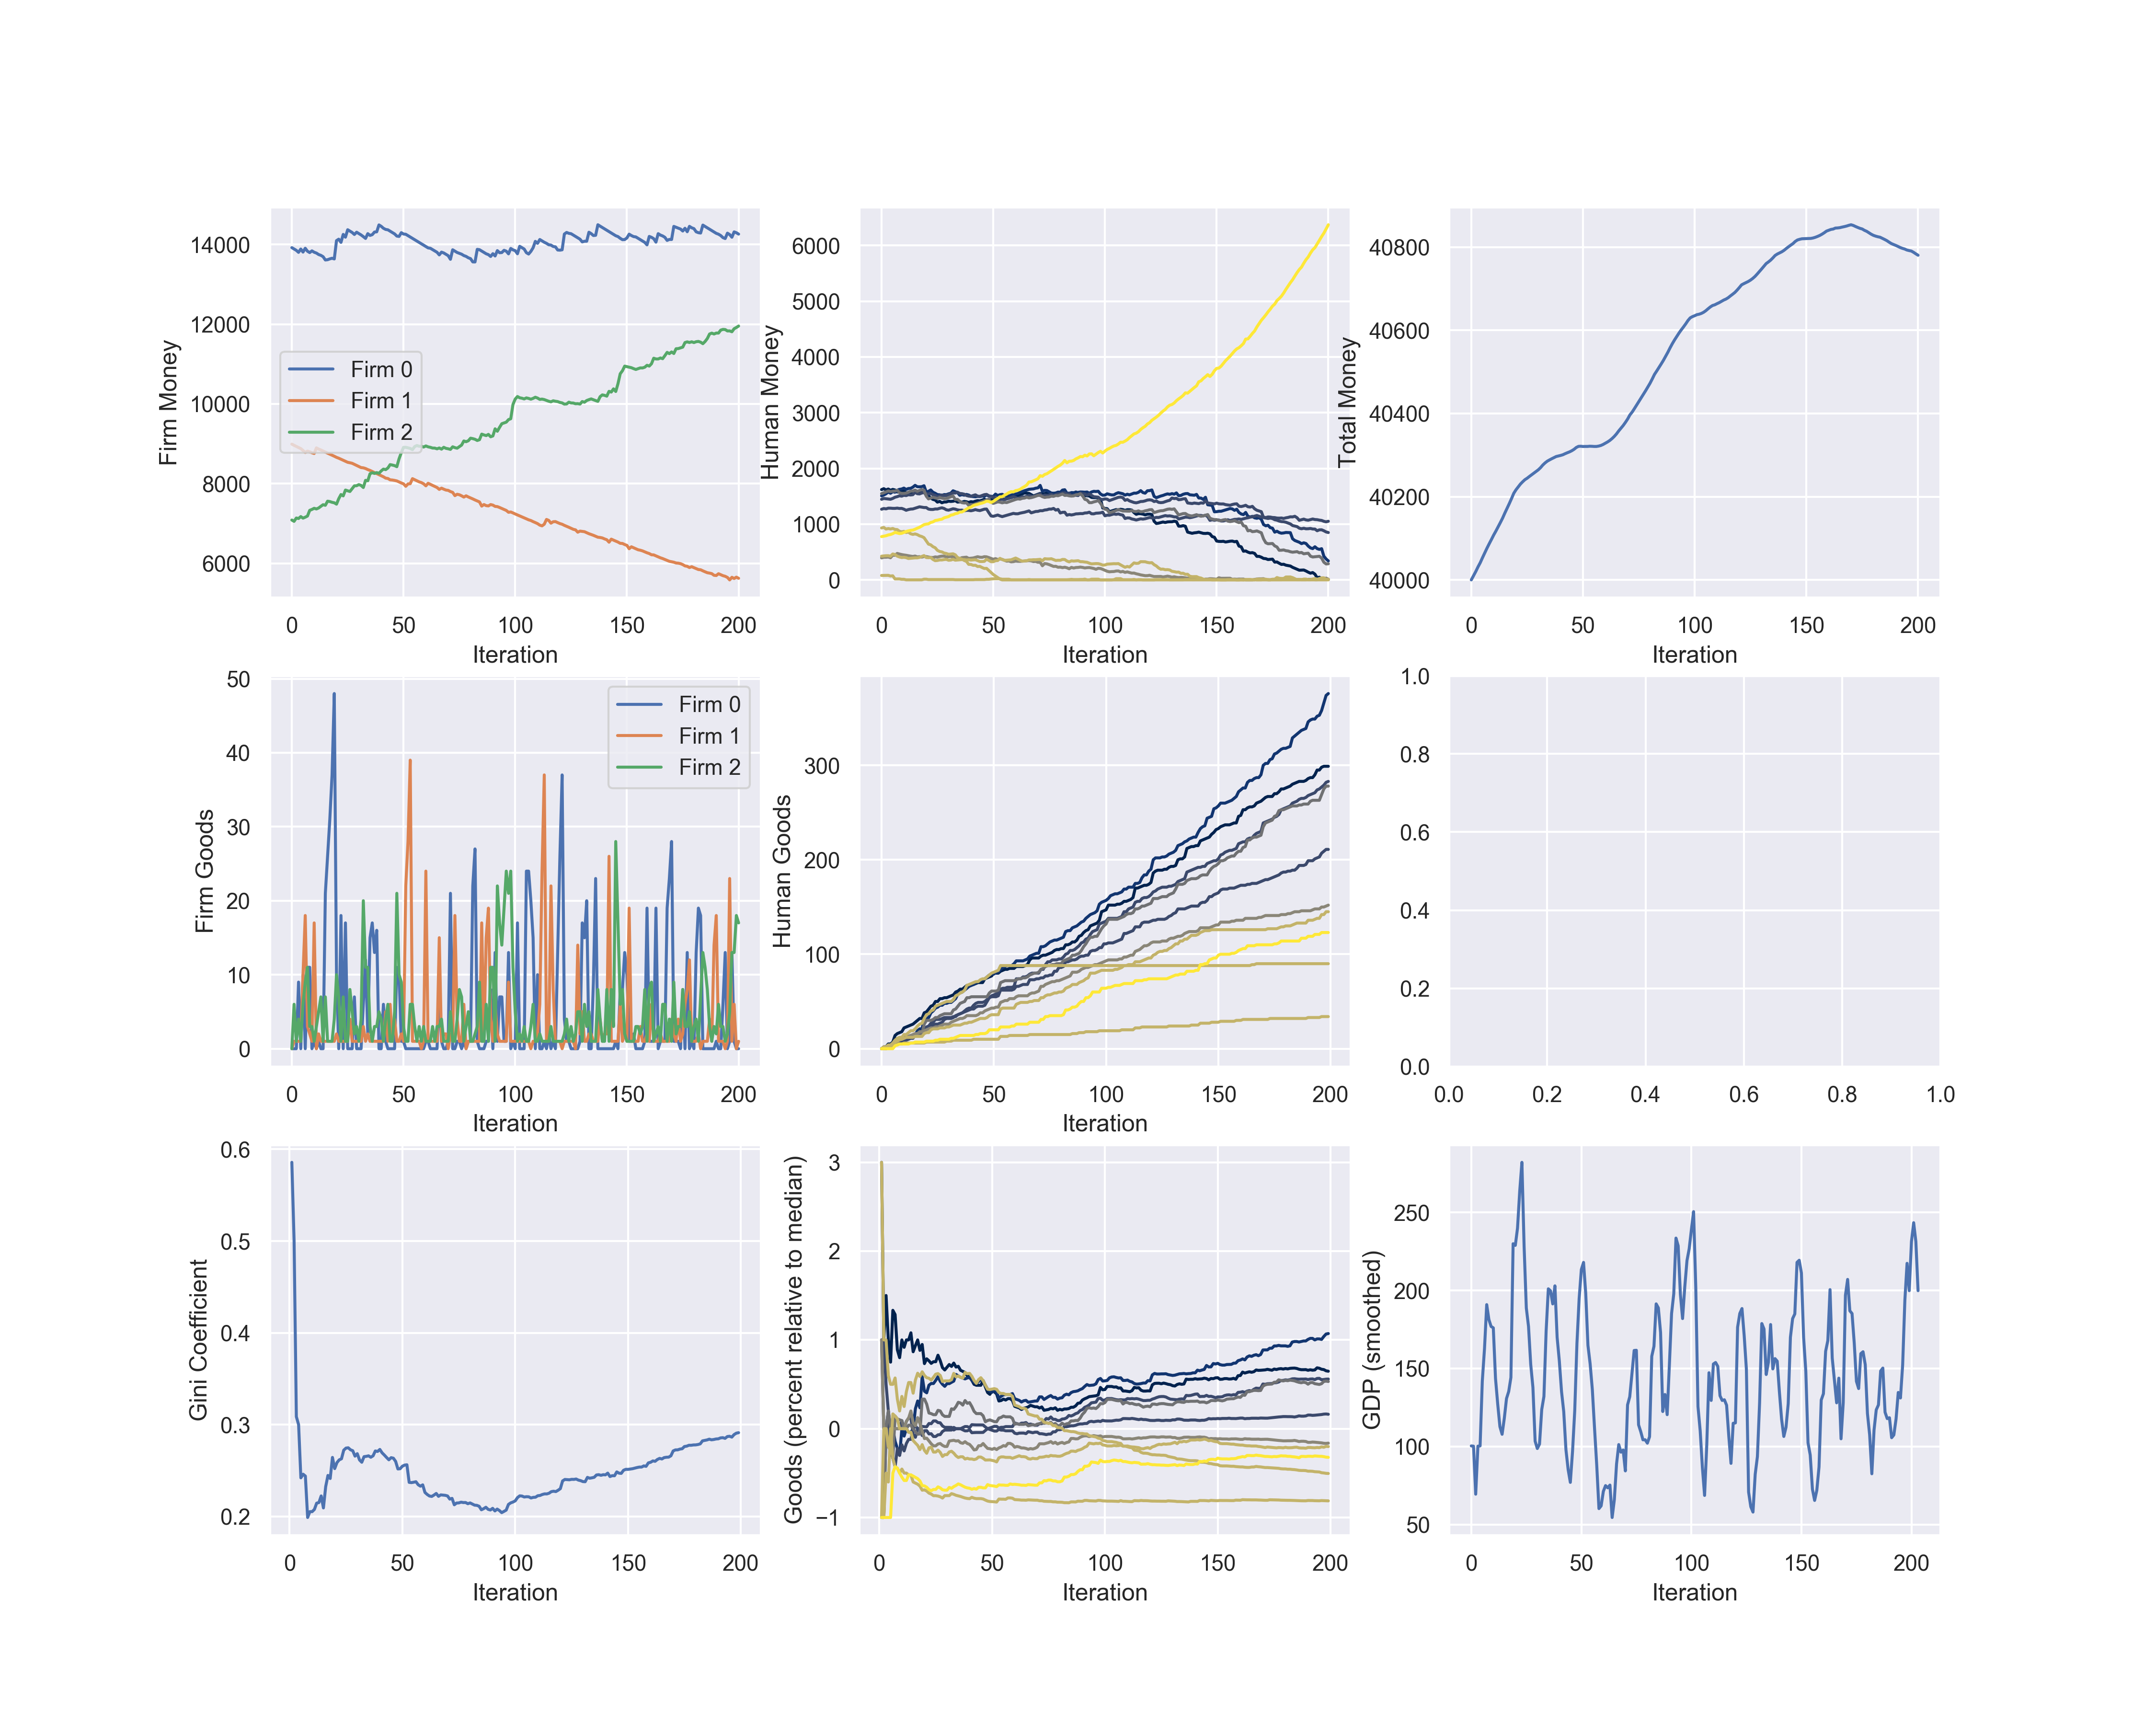 Firm Money
14000
12000
10000
8000
6000
Firm 0
Firm 1
Firm 2
0 50 100 150 200
Iteration
Human Money
6000
5000
4000
3000
2000
1000
0
0 50 100 150 200
Iteration
Total Money
40800
40600
40400
40200
40000
0 50 100 150 200
Iteration
Firm Goods
50
40
30
20
10
0
Firm 0
Firm 1
Firm 2
0 50 100 150 200
Iteration
Human Goods
300
200
100
0
0 50 100 150 200
Iteration
1.0
0.8
0.6
0.4
0.2
0.0
0.0 0.2 0.4 0.6 0.8 1.0
Gini Coefficient
0.6
0.5
0.4
0.3
0.2
0 50 100 150 200
Iteration
Goods (percent relative to median)
3
2
1
0
−1
0 50 100 150 200
Iteration
GDP (smoothed)
250
200
150
100
50
0 50 100 150 200
Iteration